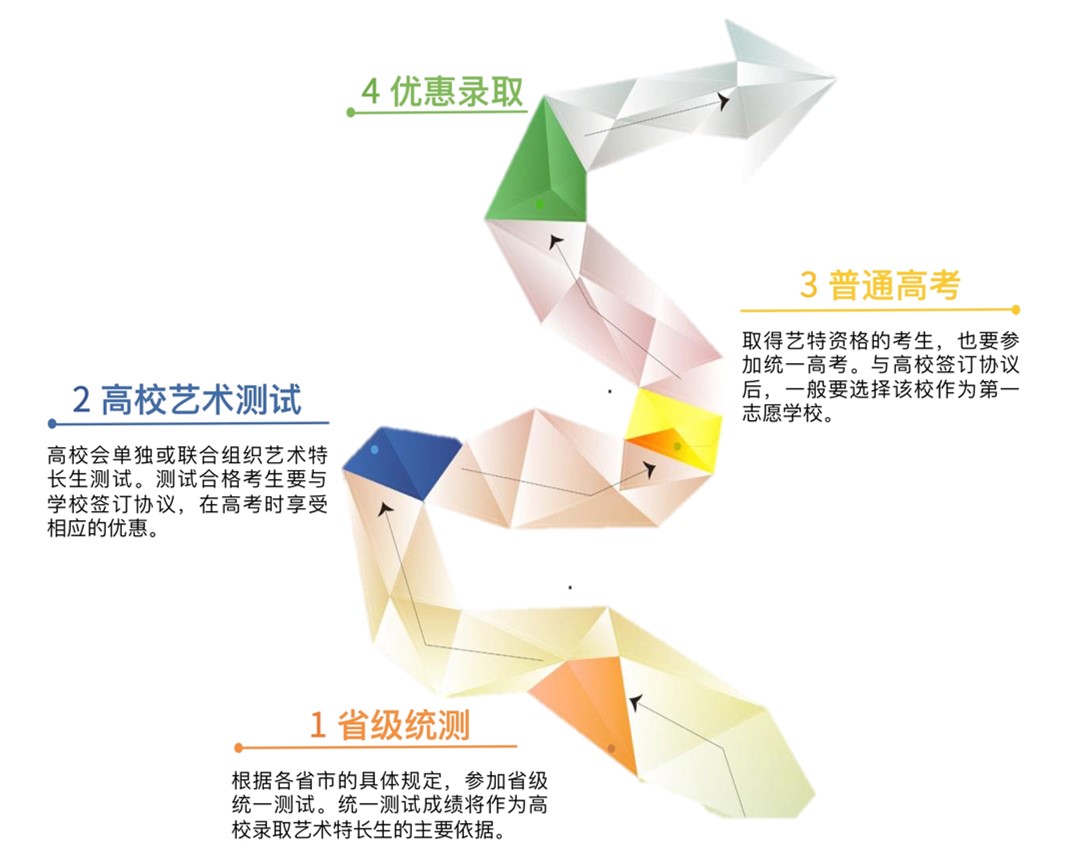 4 优惠录取
3 普通高考
取得艺特资格的考生，也要参
加统一高考。与高校签订协议
后，一般要选择该校作为第一
志愿学校。
2 高校艺术测试
高校会单独或联合组织艺术特
长生测试。测试合格考生要与
学校签订协议，在高考时享受
相应的优惠。
1 省级统测
根据各省市的具体规定，参加省级
统一测试。统一测试成绩将作为高
校录取艺术特长生的主要依据。